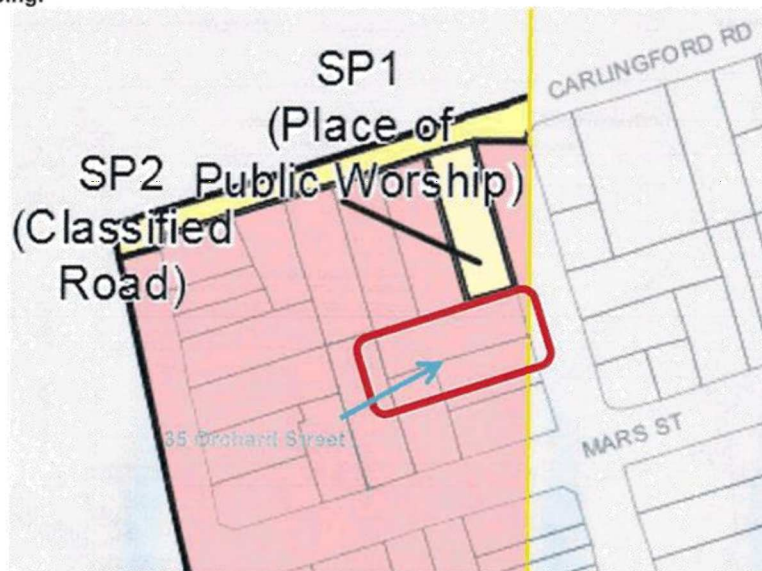 CARLINGFORD RD
SP1
(Place of
Public Worship)
SP2
(Classified
Road)
35 Orchard Street
MARS ST